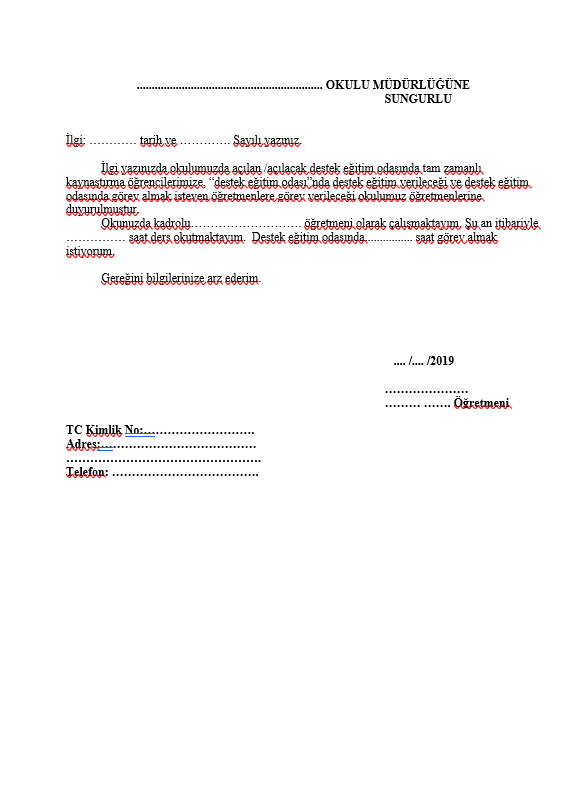 .............................................................. OKULU MÜDÜRLÜĞÜNE
SUNGURLU
İlgi: ………… tarih ve …………. Sayılı yazınız.
İlgi yazınızda okulumuzda açılan /açılacak destek eğitim odasında tam zamanlı
kaynaştırma öğrencilerimize, “destek eğitim odası”nda destek eğitim verileceği ve destek eğitim
odasında görev almak isteyen öğretmenlere görev verileceği okulumuz öğretmenlerine
duyurulmuştur.
Okunuzda kadrolu………………………. öğretmeni olarak çalışmaktayım. Şu an itibariyle
…………… saat ders okutmaktayım. Destek eğitim odasında............... saat görev almak
istiyorum.
Gereğini bilgilerinize arz ederim.
.... /.... /2019
…………………
……… ……. Öğretmeni
TC Kimlik No:……………………….
Adres:…………………………………
………………………………………….
Telefon: ……………………………….